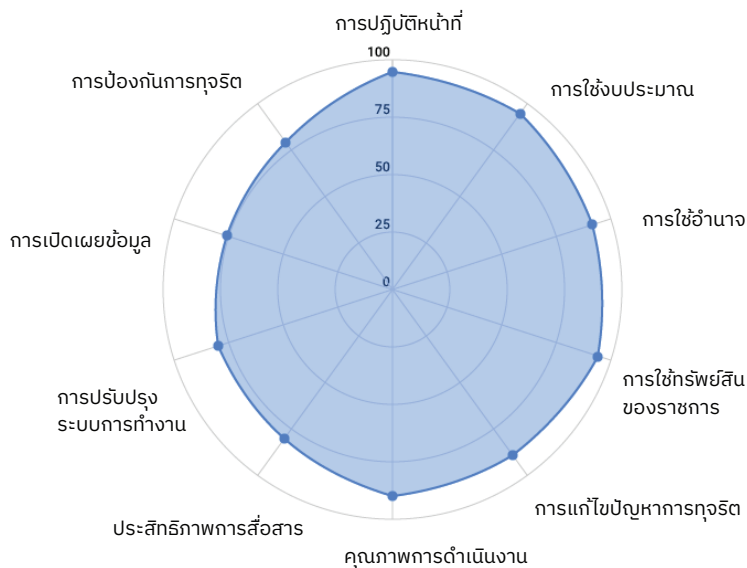 การปฏิบัติหน้าที่
100
การป้องกันการทุจริต
การใช้งบประมาณ
75
50
การใช้อำนาจ
25
การเปิดเผยข้อมูล
0
การใช้ทรัพย์สิน
ของราชการ
การปรับปรุง
ระบบการทำงาน
การแก้ไขปัญหาการทุจริต
ประสิทธิภาพการสื่อสาร
คุณภาพการดำเนินงาน